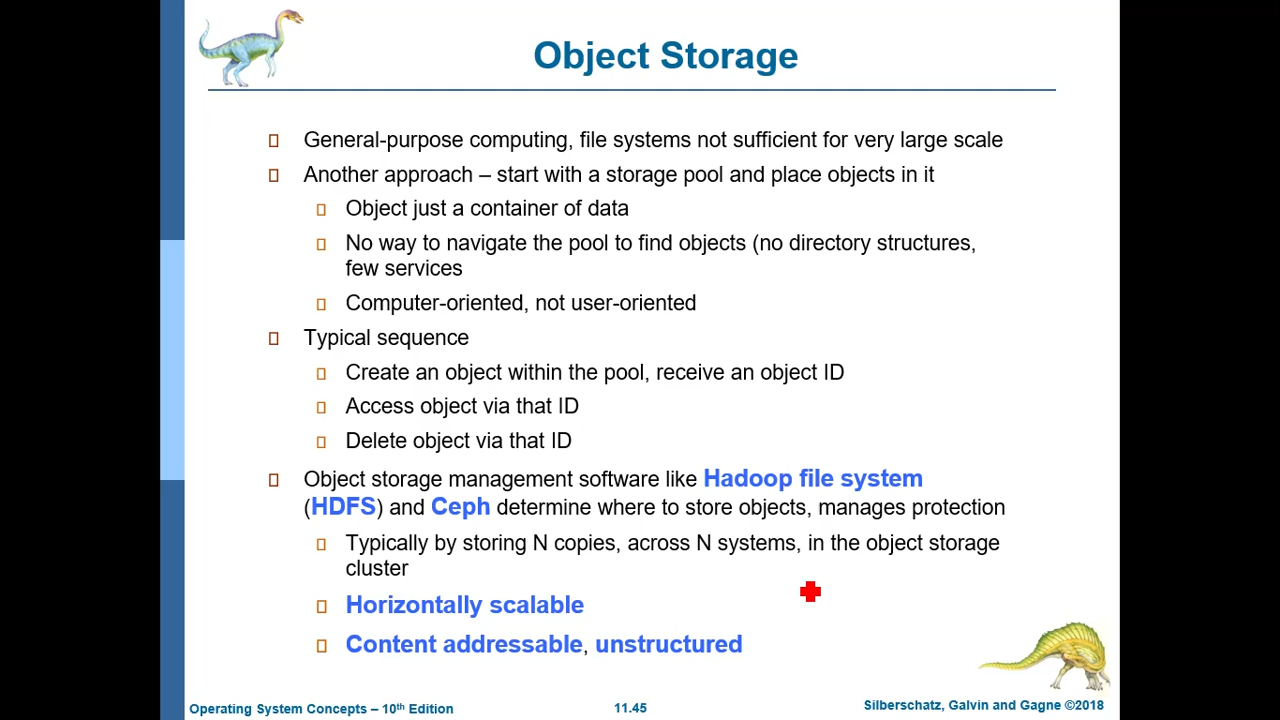 Object Storage
General-purpose computing, file systems not sufficient for very large scale
Another approach – start with a storage pool and place objects in it
Object just a container of data
No way to navigate the pool to find objects (no directory structures,
few services
Computer-oriented, not user-oriented
Typical sequence
Create an object within the pool, receive an object ID
Access object via that ID
Delete object via that ID
Object storage management software like Hadoop file system
(HDFS) and Ceph determine where to store objects, manages protection
Typically by storing N copies, across N systems, in the object storage
cluster
Horizontally scalable
Content addressable, unstructured
Operating System Concepts – 10th Edition
11.45
Silberschatz, Galvin and Gagne ©2018